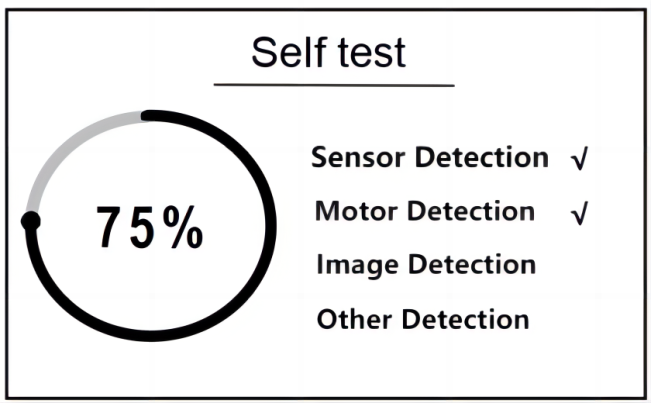 Self test
75%
Sensor Detection √
Motor Detection √
Image Detection
Other Detection